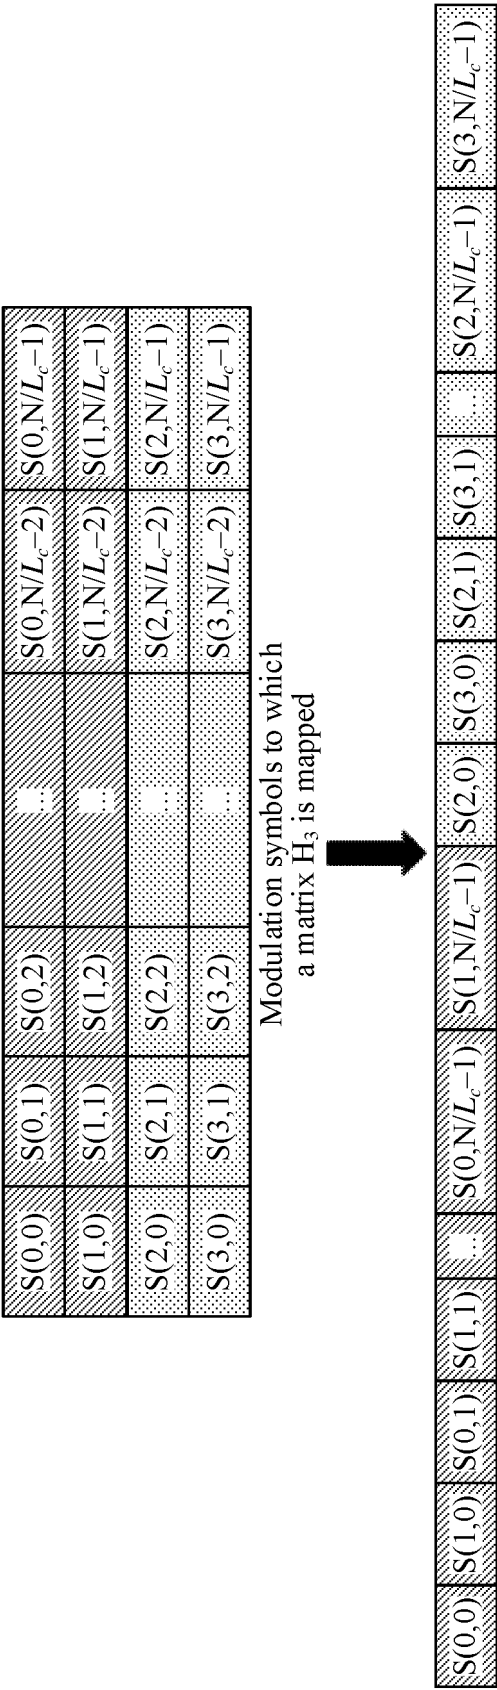 S(0,0) S(0,1) S(0,2) ... S(0,N/L_c−2) S(0,N/L_c−1)
S(1,0) S(1,1) S(1,2) ... S(1,N/L_c−2) S(1,N/L_c−1)
S(2,0) S(2,1) S(2,2) ... S(2,N/L_c−2) S(2,N/L_c−1)
S(3,0) S(3,1) S(3,2) ... S(3,N/L_c−2) S(3,N/L_c−1)
Modulation symbols to which
a matrix H₃ is mapped
S(0,0) S(1,0) S(0,1) S(1,1) ... S(0,N/L_c−1) S(1,N/L_c−1) S(2,0) S(3,0) S(2,1) S(3,1) ... S(2,N/L_c−1) S(3,N/L_c−1)